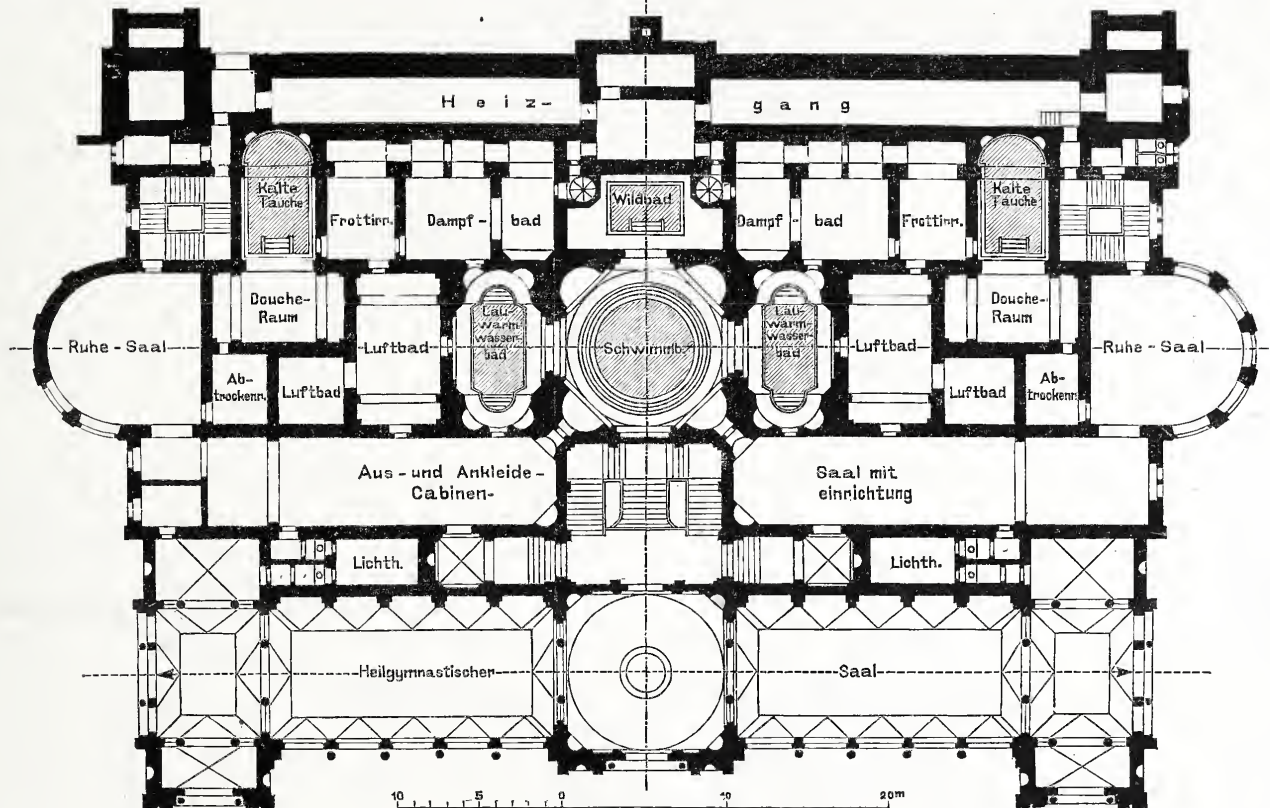 Heiz- gang
Kalte
Tauche
Frottirr.
Dampf-
bad
Wildbad
Dampf-
bad
Frottirr.
Kalte
Tauche
Douche-
Raum
Lau-
warm-
wasser-
bad
Lau-
warm-
wasser-
bad
Douche-
Raum
Ruhe-Saal
Luftbad
Schwimmb.
Luftbad
Ruhe-Saal
Ab-
trockenr.
Luftbad
Luftbad
Ab-
trockenr.
Aus- und Ankleide-
Cabinen-
Saal mit
einrichtung
Lichth.
Lichth.
Heilgymnastischer
Saal
10 5 0 10 20m